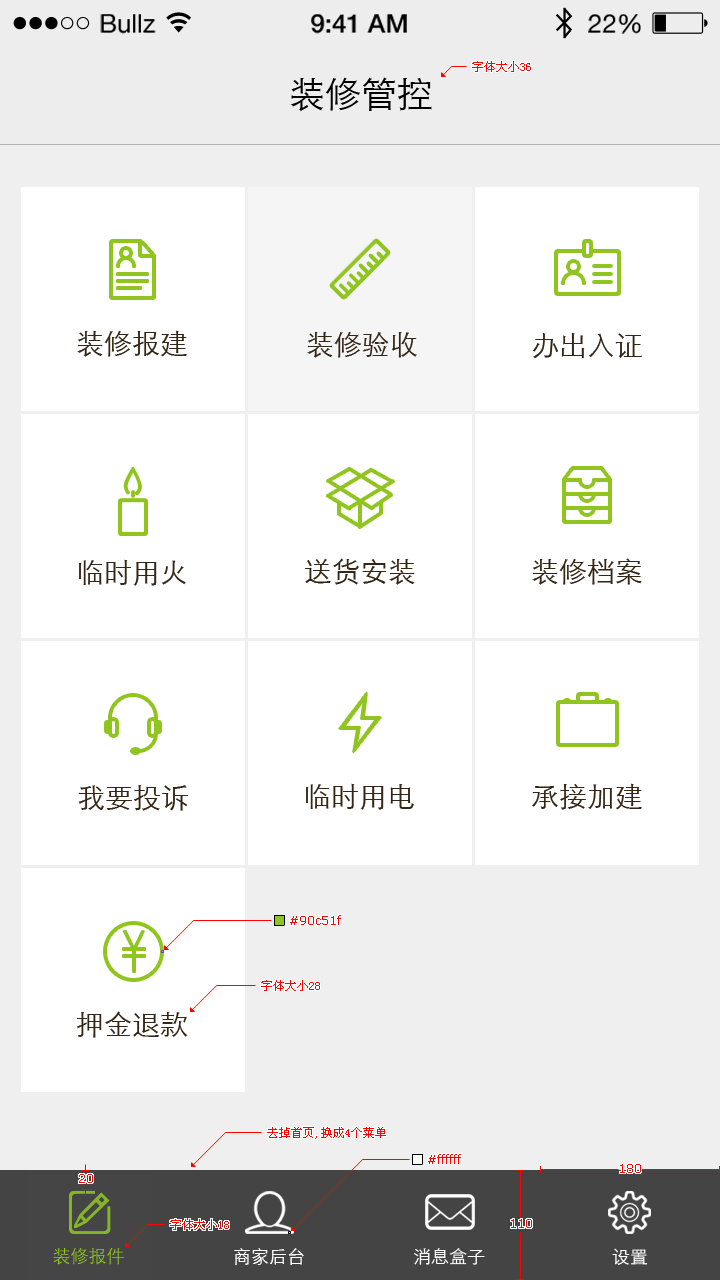 Bullz 9:41 AM 22%
字体大小36
装修管控
装修报建 装修验收 办出入证
临时用火 送货安装 装修档案
我要投诉 临时用电 承接加建
#90c51f
字体大小28
¥
押金退款
去掉首页,换成4个菜单
#ffffff
20 180
字体大小18 110
装修报件 商家后台 消息盒子 设置